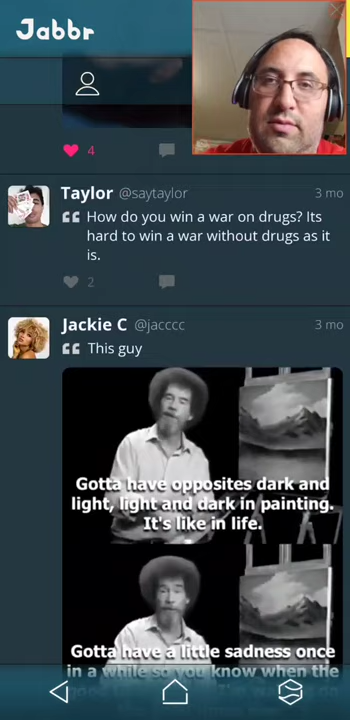 Jabbr
4
Taylor @saytaylor 3 mo
How do you win a war on drugs? Its
hard to win a war without drugs as it
is.
2
Jackie C @jacccc 3 mo
This guy
Gotta have opposites dark and
light, light and dark in painting.
It's like in life.
Gotta have a little sadness once
in a while so you know when the